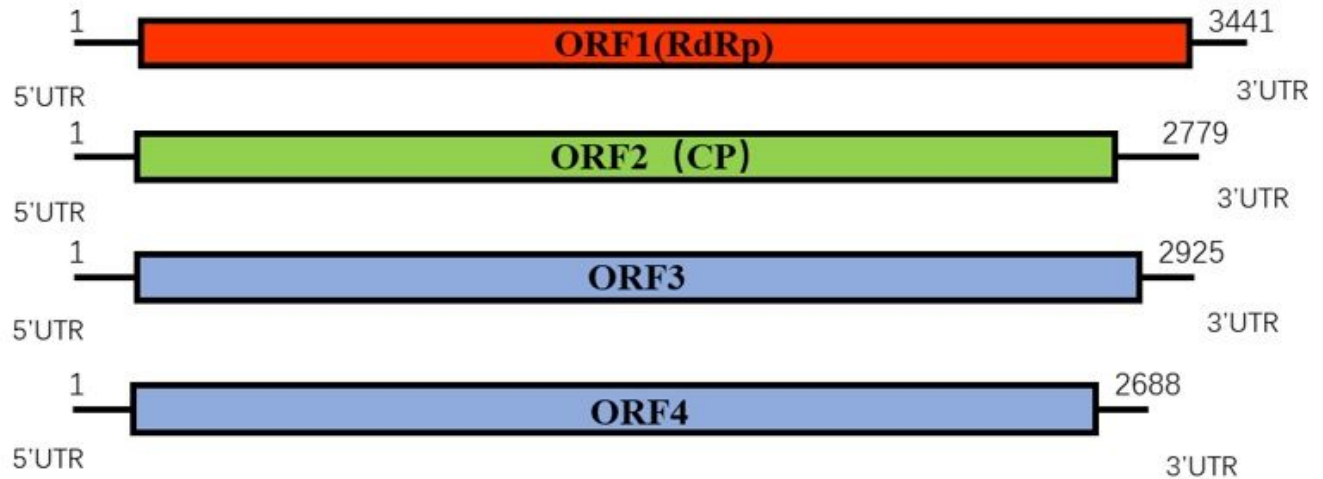 1
ORF1(RdRp)
3441
5'UTR
3'UTR
1
ORF2（CP）
2779
5'UTR
3'UTR
1
ORF3
2925
5'UTR
3'UTR
1
ORF4
2688
5'UTR
3'UTR